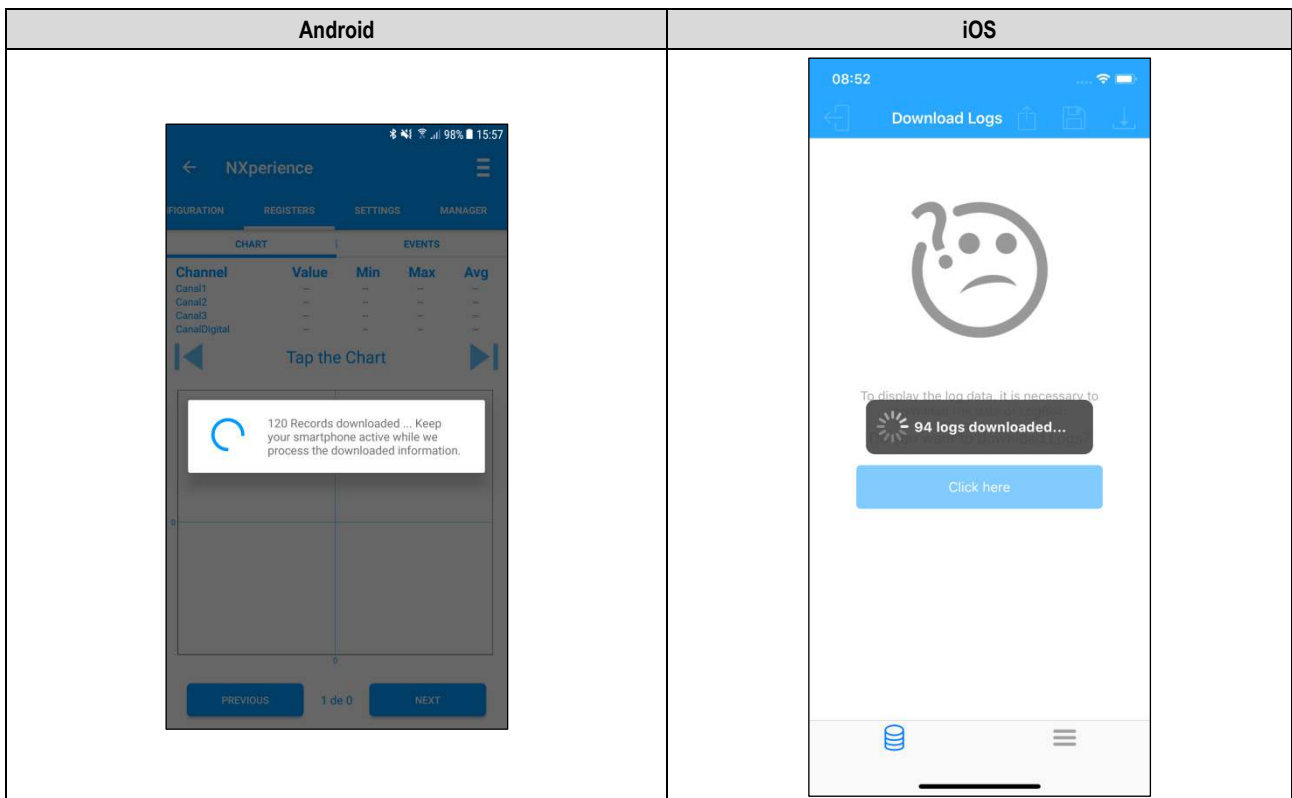 Android
iOS
98% 15:57
NXperience
FIGURATION REGISTERS SETTINGS MANAGER
CHART EVENTS
Channel Value Min Max Avg
Canal1 -- -- -- --
Canal2 -- -- -- --
Canal3 -- -- -- --
CanalDigital -- -- -- --
Tap the Chart
120 Records downloaded ... Keep
your smartphone active while we
process the downloaded information.
0
0
PREVIOUS 1 de 0 NEXT
08:52
Download Logs
To display the log data, it is necessary to
94 logs downloaded...
Click here